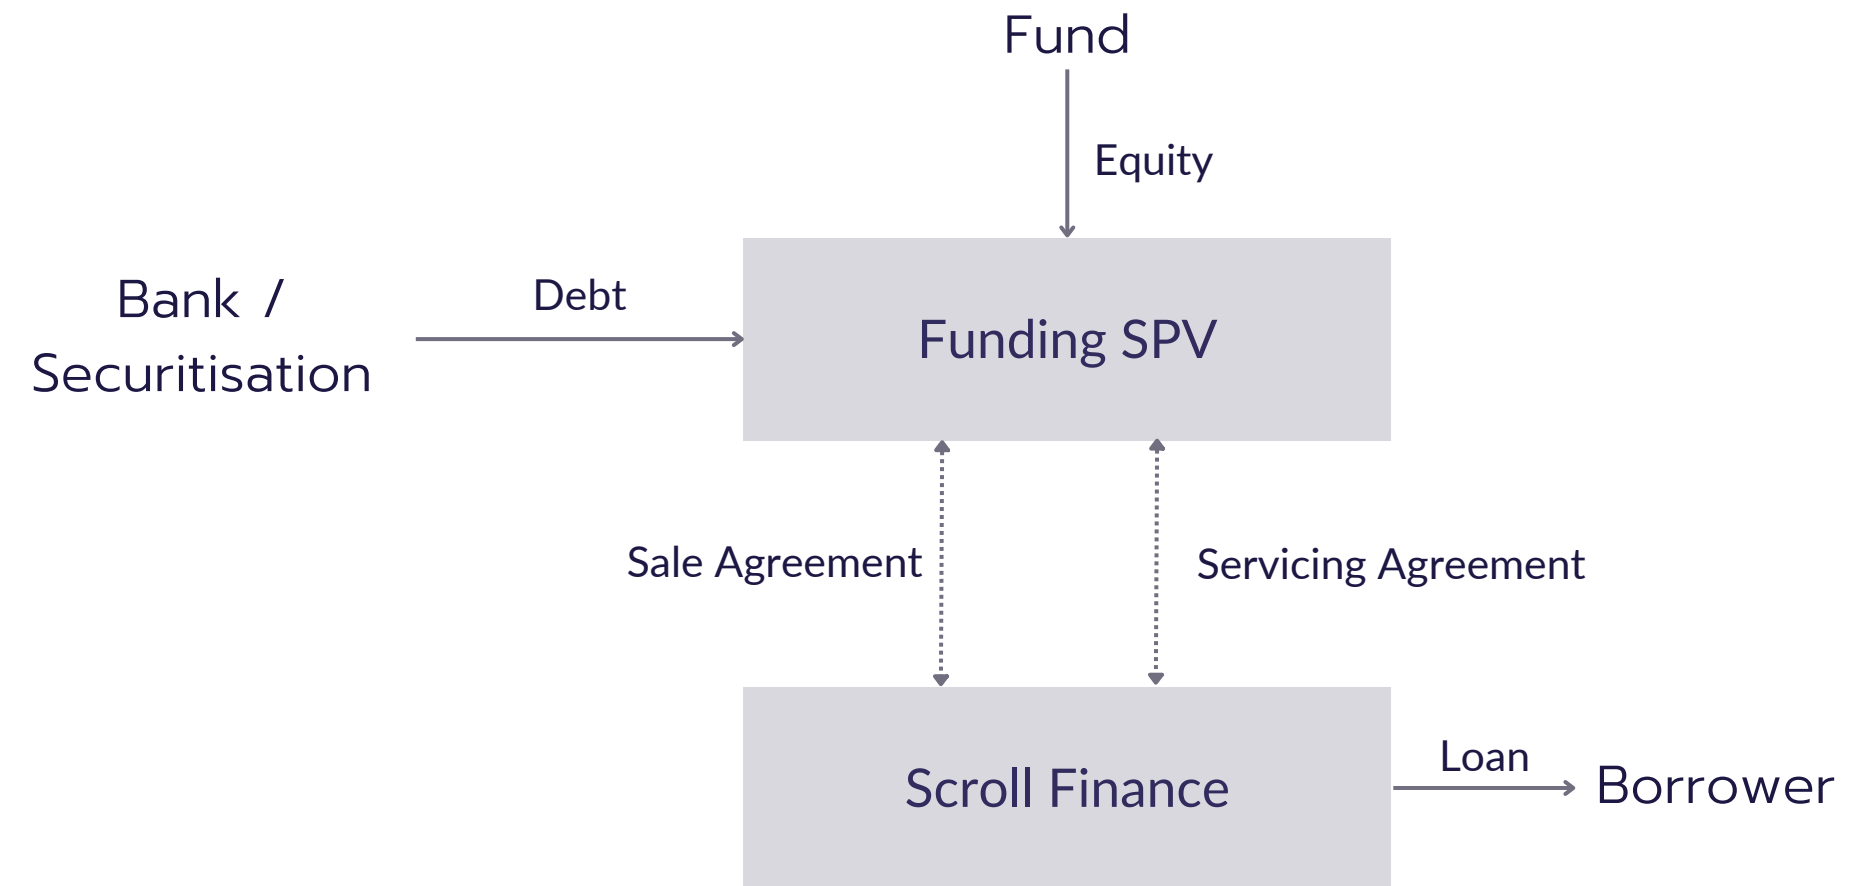 Fund
Equity
Bank /
Securitisation
Debt
Funding SPV
Sale Agreement
Servicing Agreement
Scroll Finance
Loan
Borrower